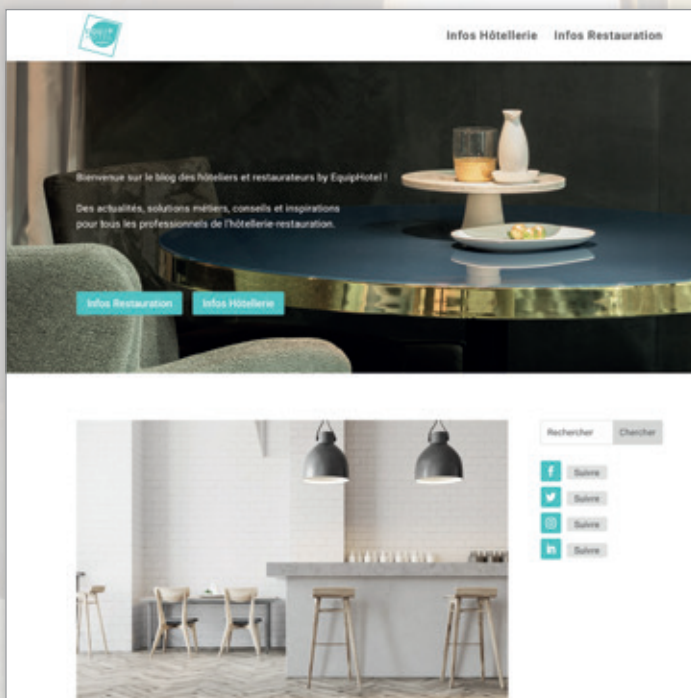 Infos Hôtellerie Infos Restauration
Bienvenue sur le blog des hôteliers et restaurateurs by EquipHotel !
Des actualités, solutions métiers, conseils et inspirations
pour tous les professionnels de l'hôtellerie-restauration.
Infos Restauration Infos Hôtellerie
Rechercher Chercher
Suivre
Suivre
Suivre
Suivre